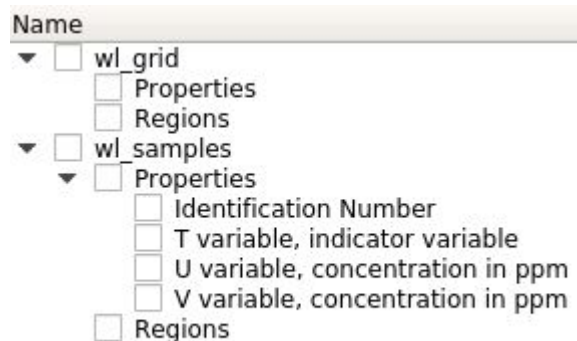 Name
wl_grid
Properties
Regions
wl_samples
Properties
Identification Number
T variable, indicator variable
U variable, concentration in ppm
V variable, concentration in ppm
Regions